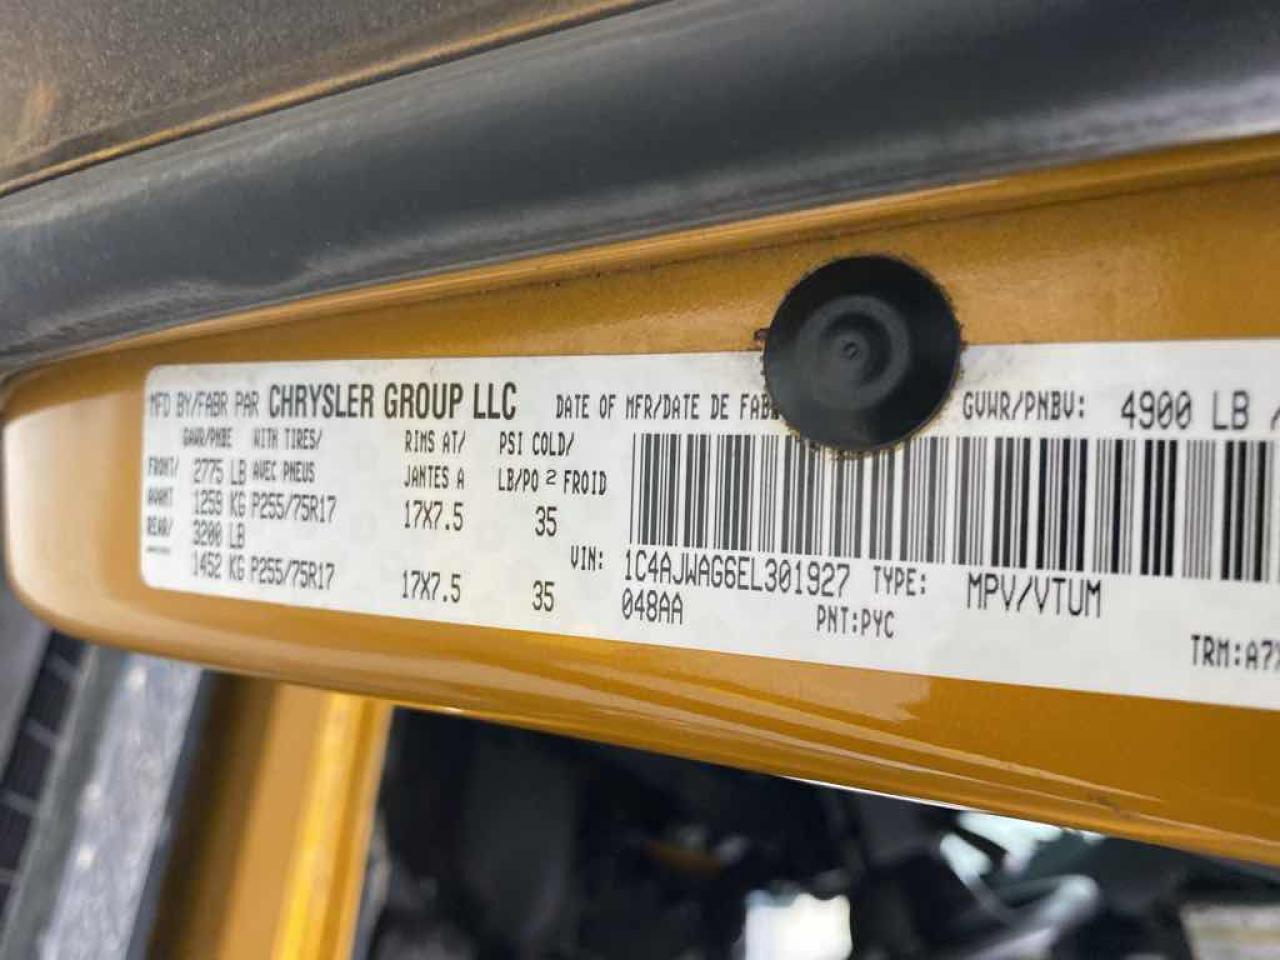 MFD BY/FABR PAR CHRYSLER GROUP LLC DATE OF MFR/DATE DE GVWR/PNBV: 4900 LB /
GAWR/PNBE WITH TIRES/ RIMS AT/ PSI COLD/
FRONT/ 2775 LB AVEC PNEUS JANTES A LB/PO 2 FROID
AVANT 1259 KG P255/75R17 17X7.5 35
REAR/ 3200 LB
1452 KG P255/75R17 17X7.5 35
VIN: 1C4AJWAG6EL301927 TYPE: MPV/VTUM
048AA PNT:PYC TRM:A7X